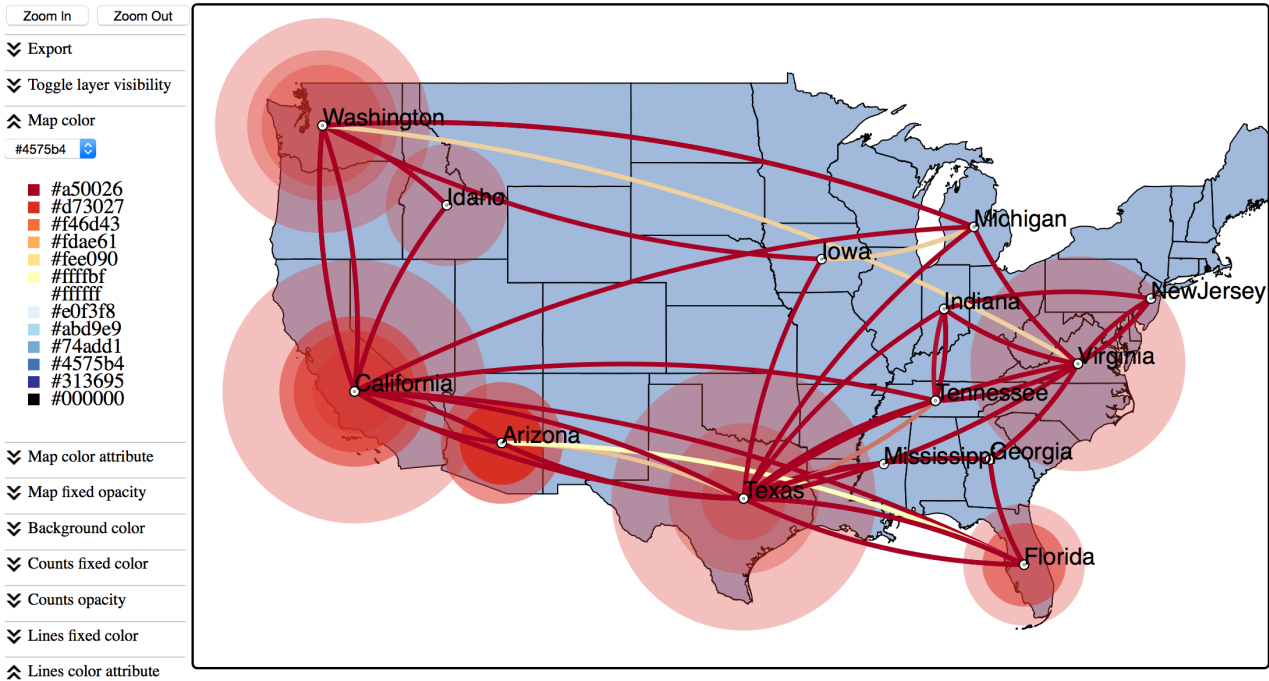 Zoom In
Zoom Out
Export
Toggle layer visibility
Map color
#4575b4
#a50026
#d73027
#f46d43
#fdae61
#fee090
#ffffbf
#ffffff
#e0f3f8
#abd9e9
#74add1
#4575b4
#313695
#000000
Map color attribute
Map fixed opacity
Background color
Counts fixed color
Counts opacity
Lines fixed color
Lines color attribute
Washington
Idaho
Michigan
Iowa
Indiana
NewJersey
Virginia
California
Tennessee
Arizona
Mississippi
Georgia
Texas
Florida